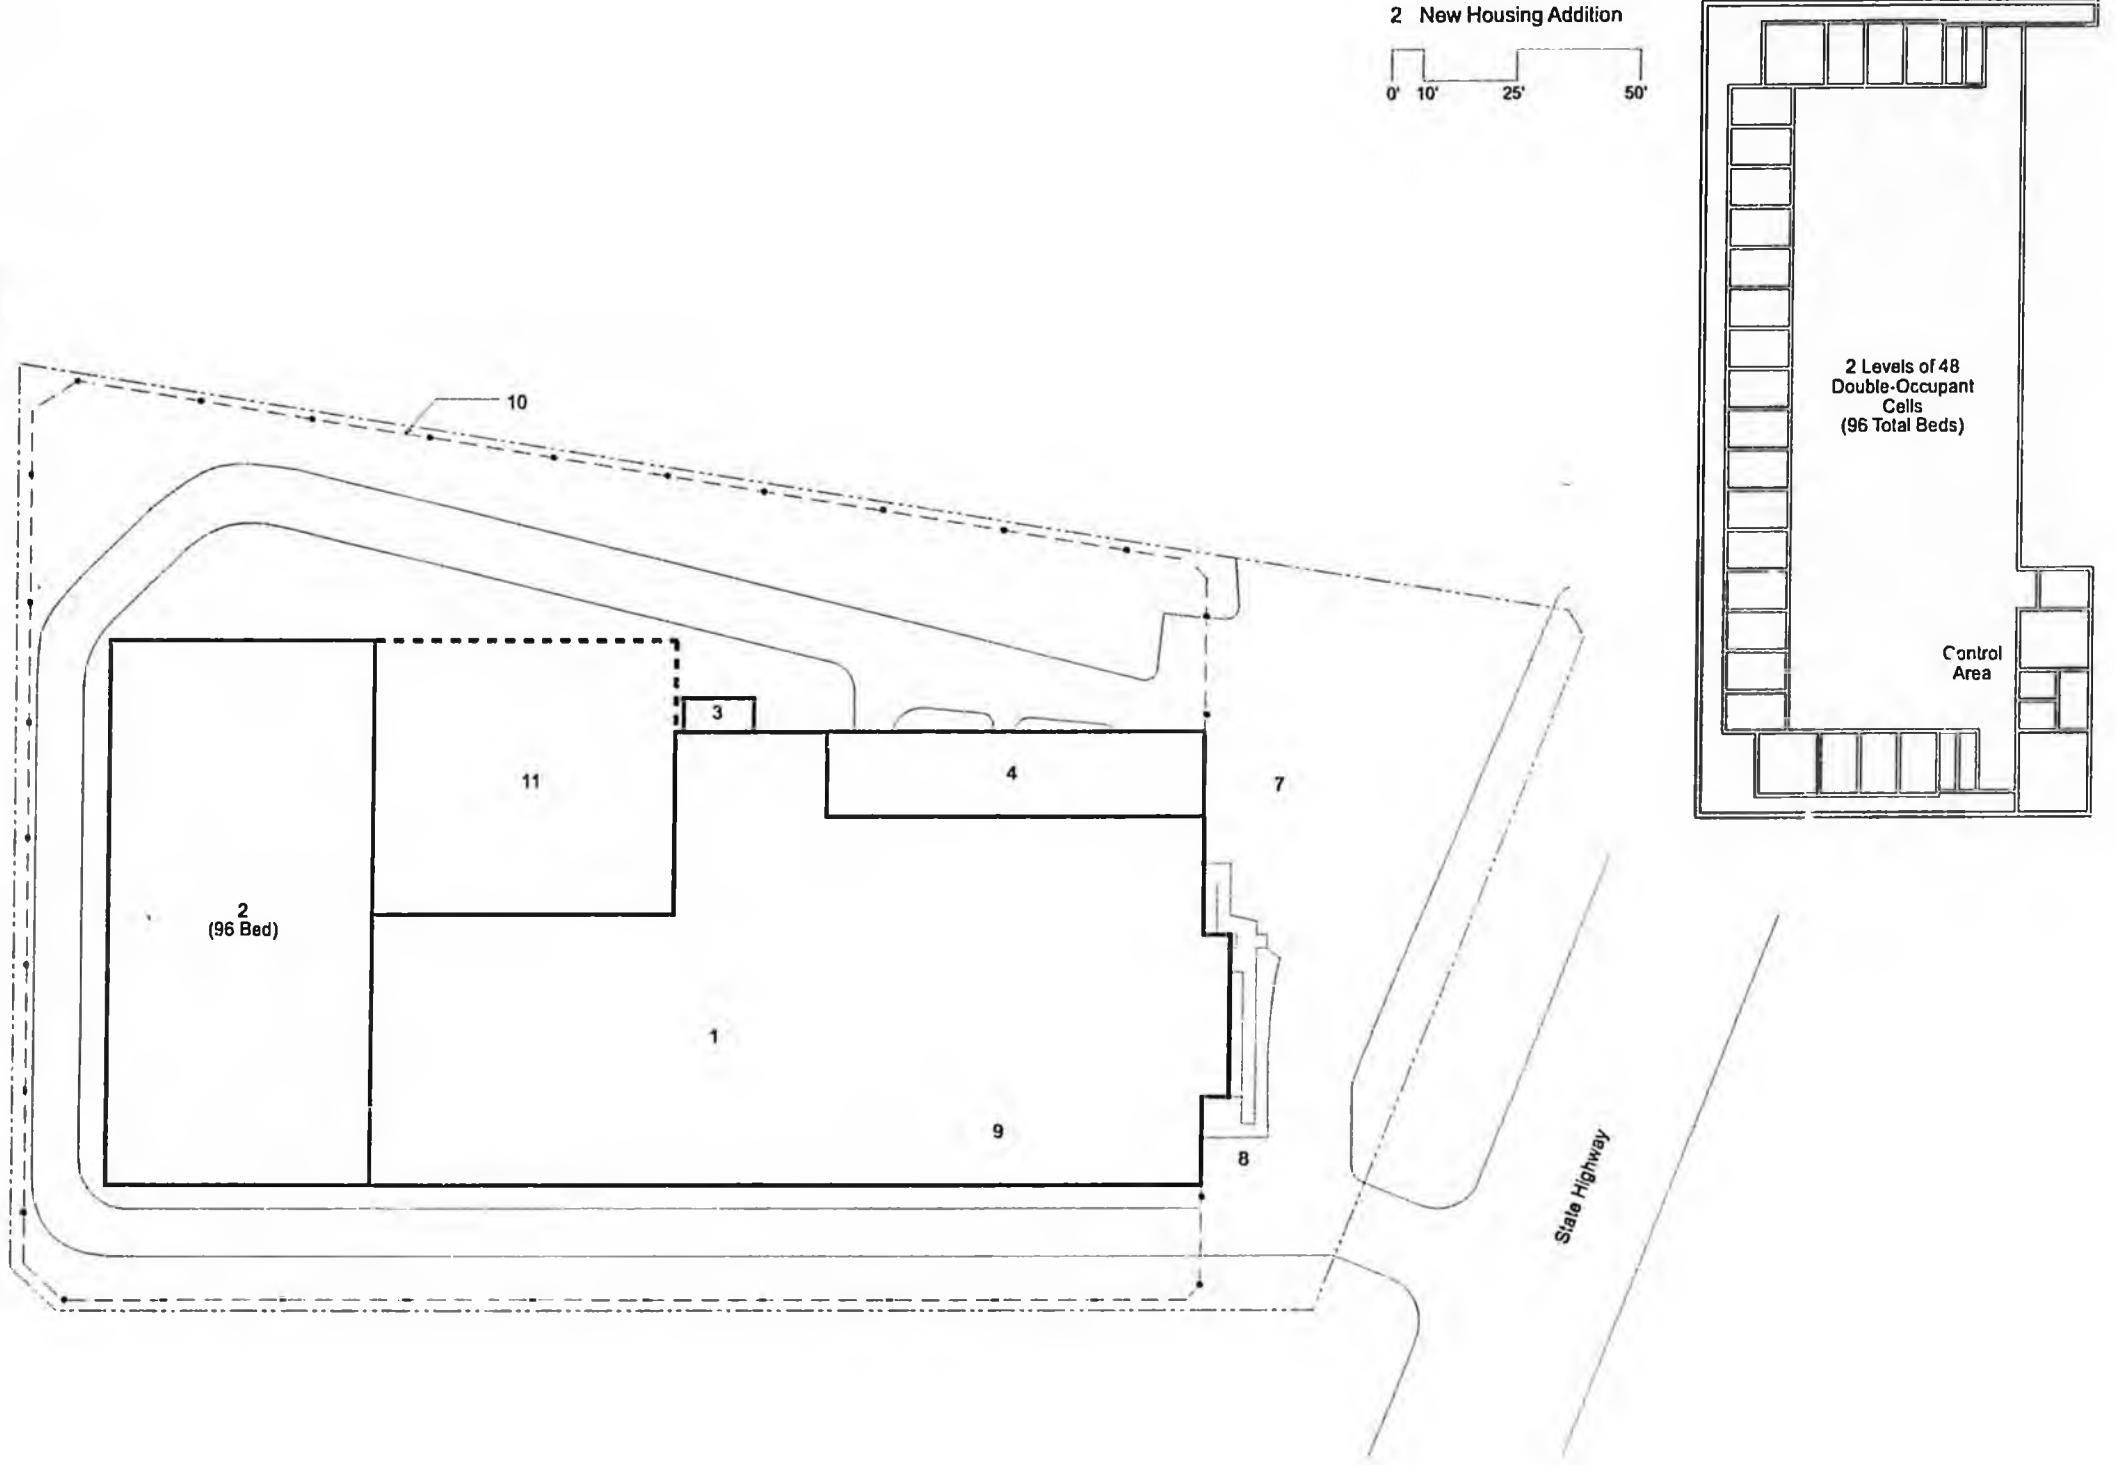 2 New Housing Addition
0' 10' 25' 50'
2 Levels of 48
Double-Occupant
Cells
(96 Total Beds)
Control
Area
10
3
11
4
7
2
(96 Bed)
1
9
8
State Highway